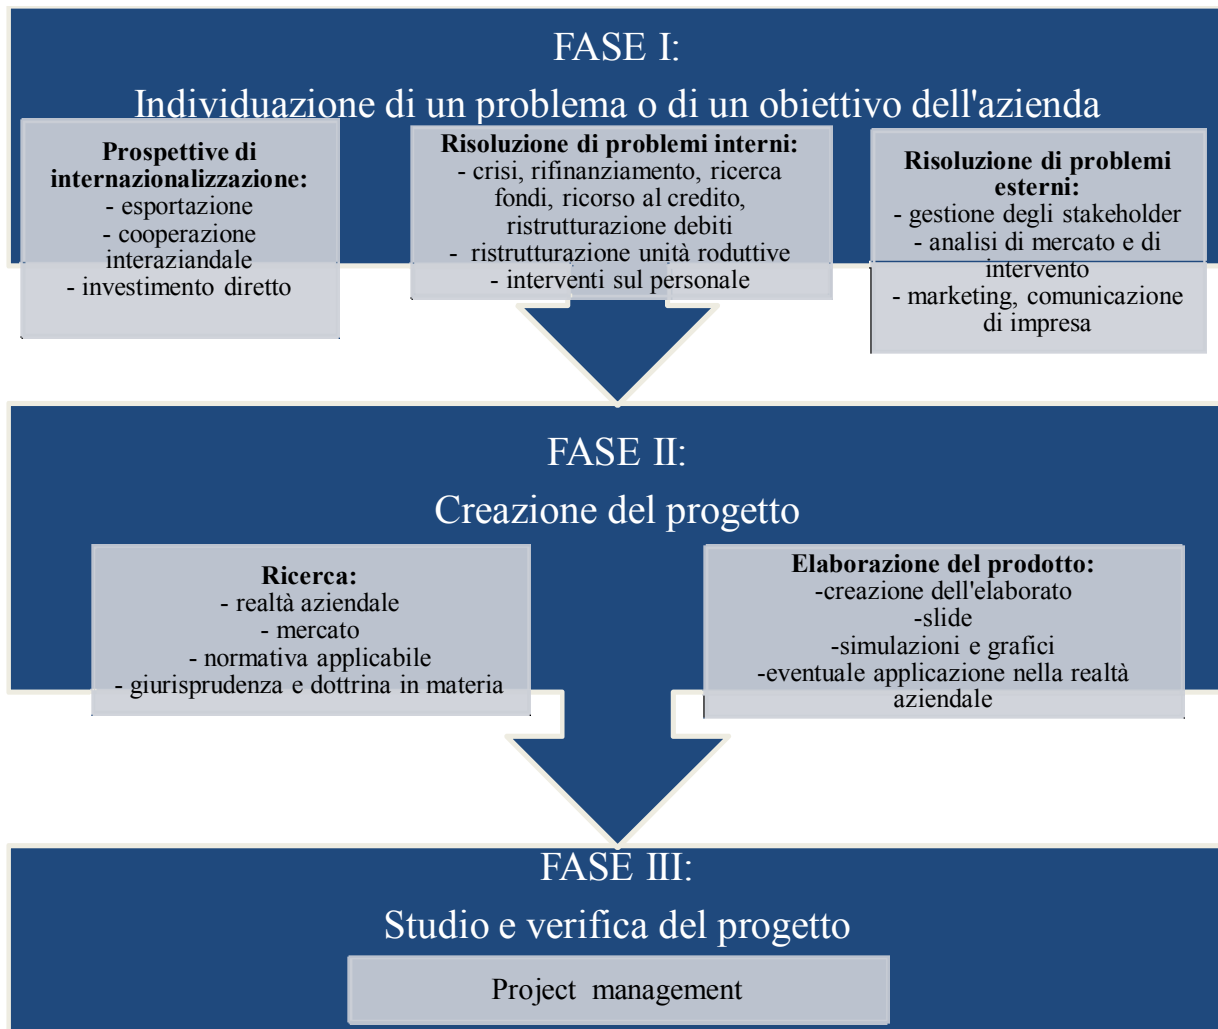 FASE I:
Individuazione di un problema o di un obiettivo dell'azienda
Prospettive di
internazionalizzazione:
- esportazione
- cooperazione
interaziandale
- investimento diretto
Risoluzione di problemi interni:
- crisi, rifinanziamento, ricerca
fondi, ricorso al credito,
ristrutturazione debiti
- ristrutturazione unità roduttive
- interventi sul personale
Risoluzione di problemi
esterni:
- gestione degli stakeholder
- analisi di mercato e di
intervento
- marketing, comunicazione
di impresa
FASE II:
Creazione del progetto
Ricerca:
- realtà aziendale
- mercato
- normativa applicabile
- giurisprudenza e dottrina in materia
Elaborazione del prodotto:
-creazione dell'elaborato
-slide
-simulazioni e grafici
-eventuale applicazione nella realtà
aziendale
FASE III:
Studio e verifica del progetto
Project management